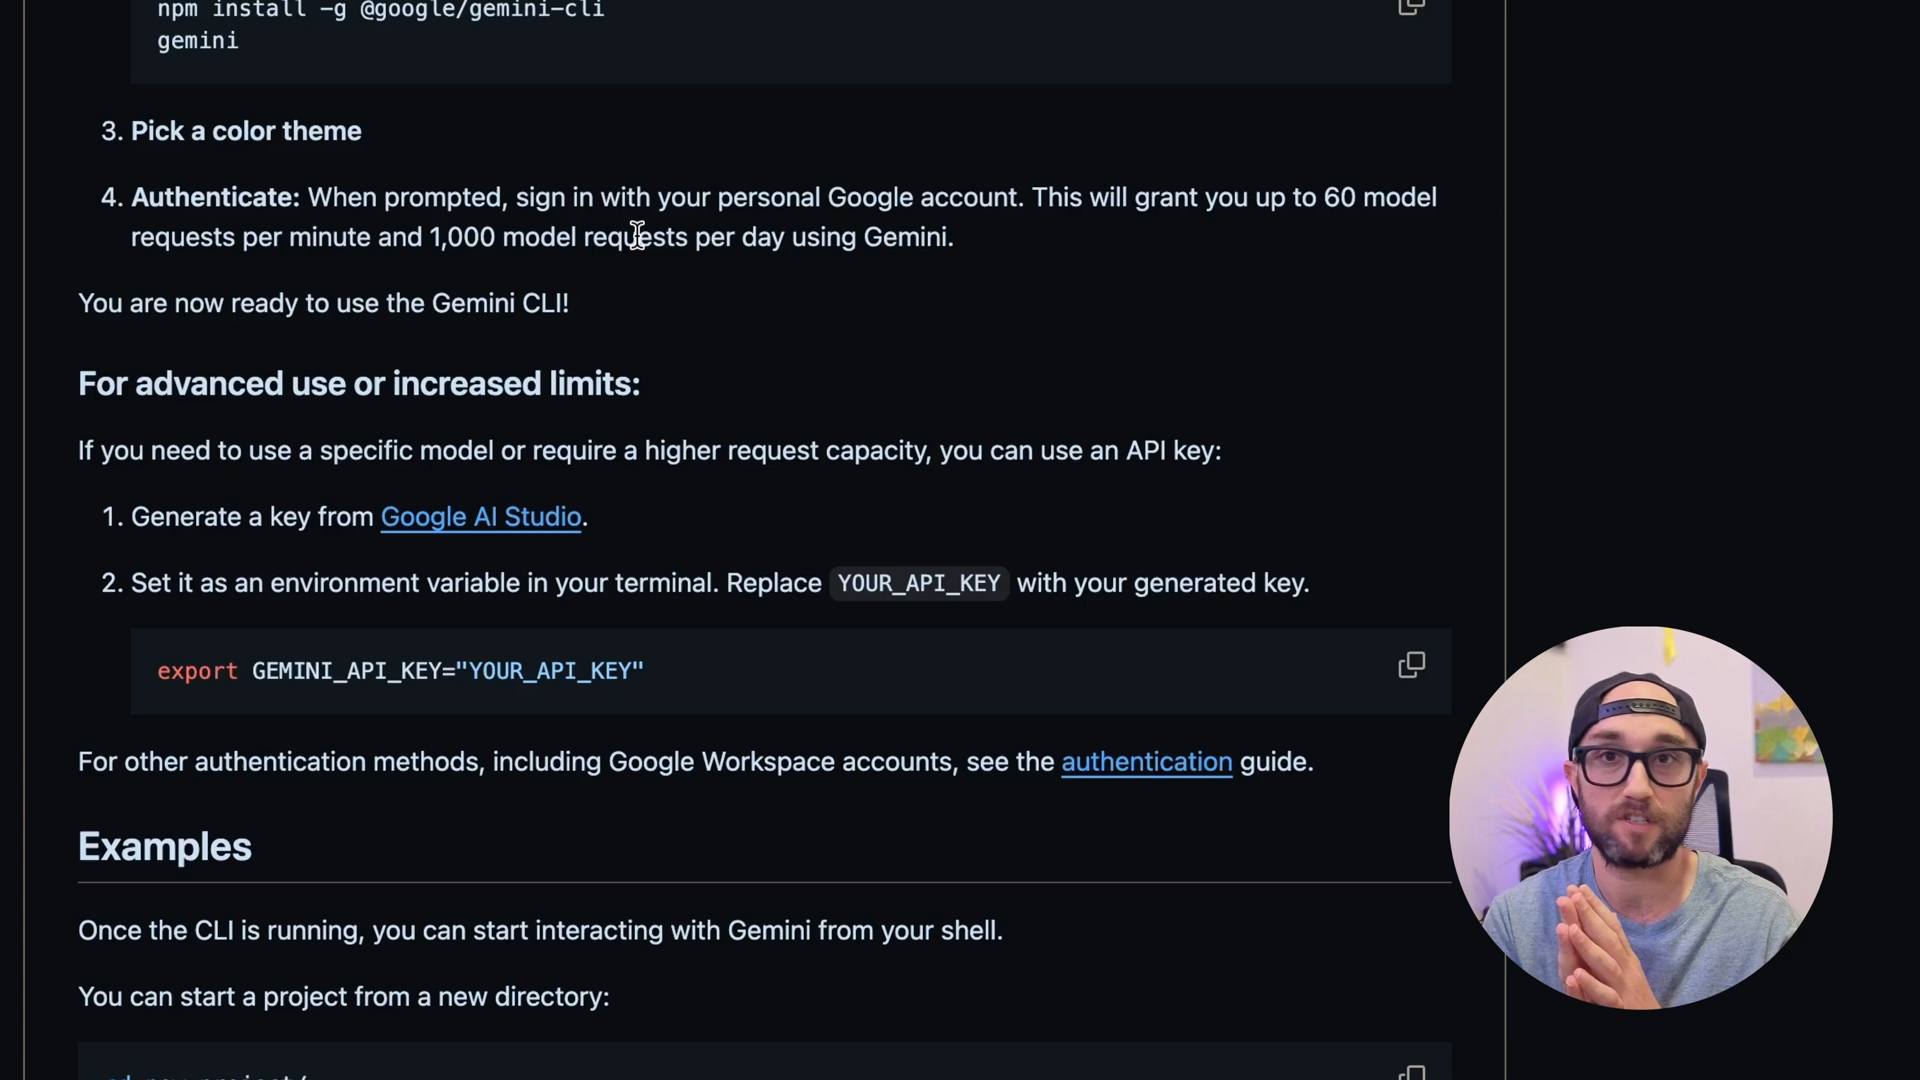 npm install -g @google/gemini-cli
gemini
3. Pick a color theme
4. Authenticate: When prompted, sign in with your personal Google account. This will grant you up to 60 model
requests per minute and 1,000 model requests per day using Gemini.
You are now ready to use the Gemini CLI!
For advanced use or increased limits:
If you need to use a specific model or require a higher request capacity, you can use an API key:
1. Generate a key from Google AI Studio.
2. Set it as an environment variable in your terminal. Replace YOUR_API_KEY with your generated key.
export GEMINI_API_KEY="YOUR_API_KEY"
For other authentication methods, including Google Workspace accounts, see the authentication guide.
Examples
Once the CLI is running, you can start interacting with Gemini from your shell.
You can start a project from a new directory: